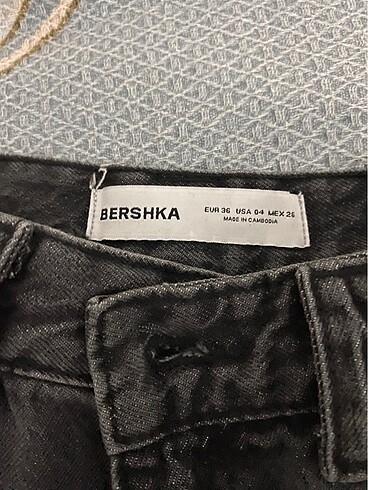 BERSHKA
EUR 36 USA 04 MEX 26
MADE IN CAMBODIA